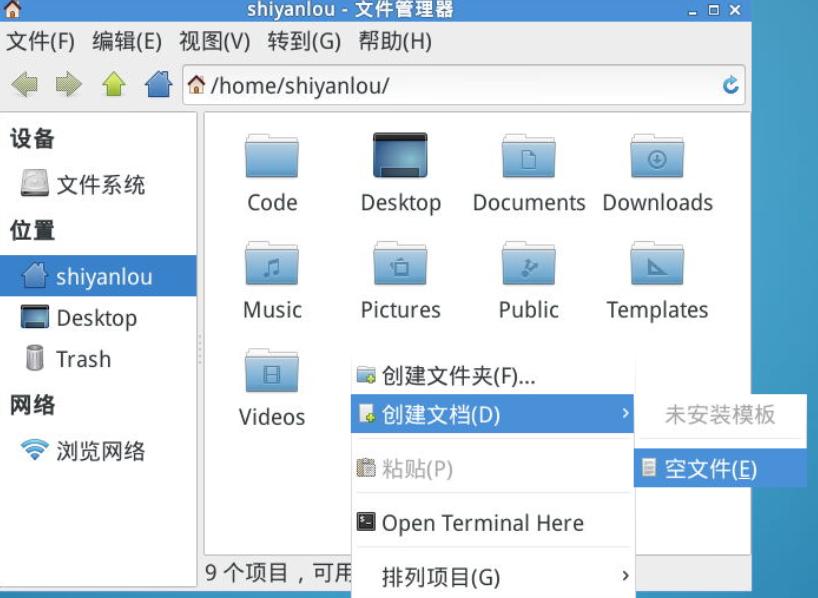 shiyanlou - 文件管理器
文件(F) 编辑(E) 视图(V) 转到(G) 帮助(H)
/home/shiyanlou/
设备
文件系统
位置
shiyanlou
Desktop
Trash
网络
浏览网络
Code Desktop Documents Downloads
Music Pictures Public Templates
Videos
创建文件夹(F)...
创建文档(D)
未安装模板
粘贴(P)
空文件(E)
Open Terminal Here
排列项目(G)
9 个项目，可用